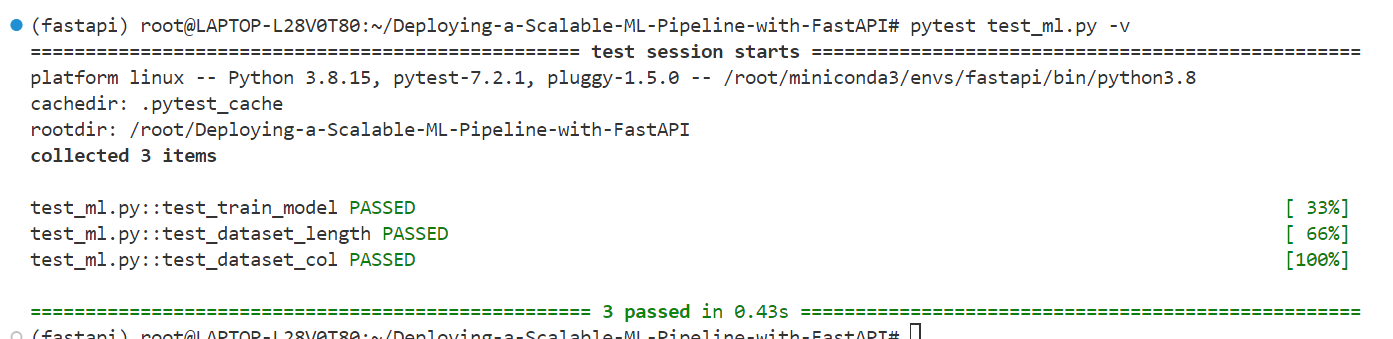 (fastapi) root@LAPTOP-L28V0T80:~/Deploying-a-Scalable-ML-Pipeline-with-FastAPI# pytest test_ml.py -v
================================================== test session starts ==================================================
platform linux -- Python 3.8.15, pytest-7.2.1, pluggy-1.5.0 -- /root/miniconda3/envs/fastapi/bin/python3.8
cachedir: .pytest_cache
rootdir: /root/Deploying-a-Scalable-ML-Pipeline-with-FastAPI
collected 3 items
test_ml.py::test_train_model PASSED [ 33%]
test_ml.py::test_dataset_length PASSED [ 66%]
test_ml.py::test_dataset_col PASSED [100%]
=================================================== 3 passed in 0.43s ===================================================
(fastapi) root@LAPTOP-L28V0T80:~/Deploying-a-Scalable-ML-Pipeline-with-FastAPI#